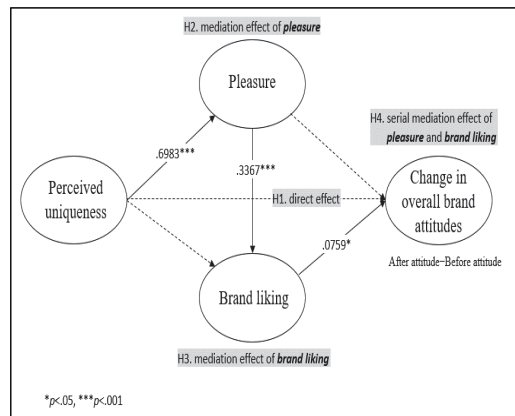 H2. mediation effect of pleasure
Pleasure
H4. serial mediation effect of
pleasure and brand liking
.6983***
.3367***
Perceived
uniqueness
H1. direct effect
Change in
overall brand
attitudes
.0759*
After attitude–Before attitude
Brand liking
H3. mediation effect of brand liking
*p<.05, ***p<.001